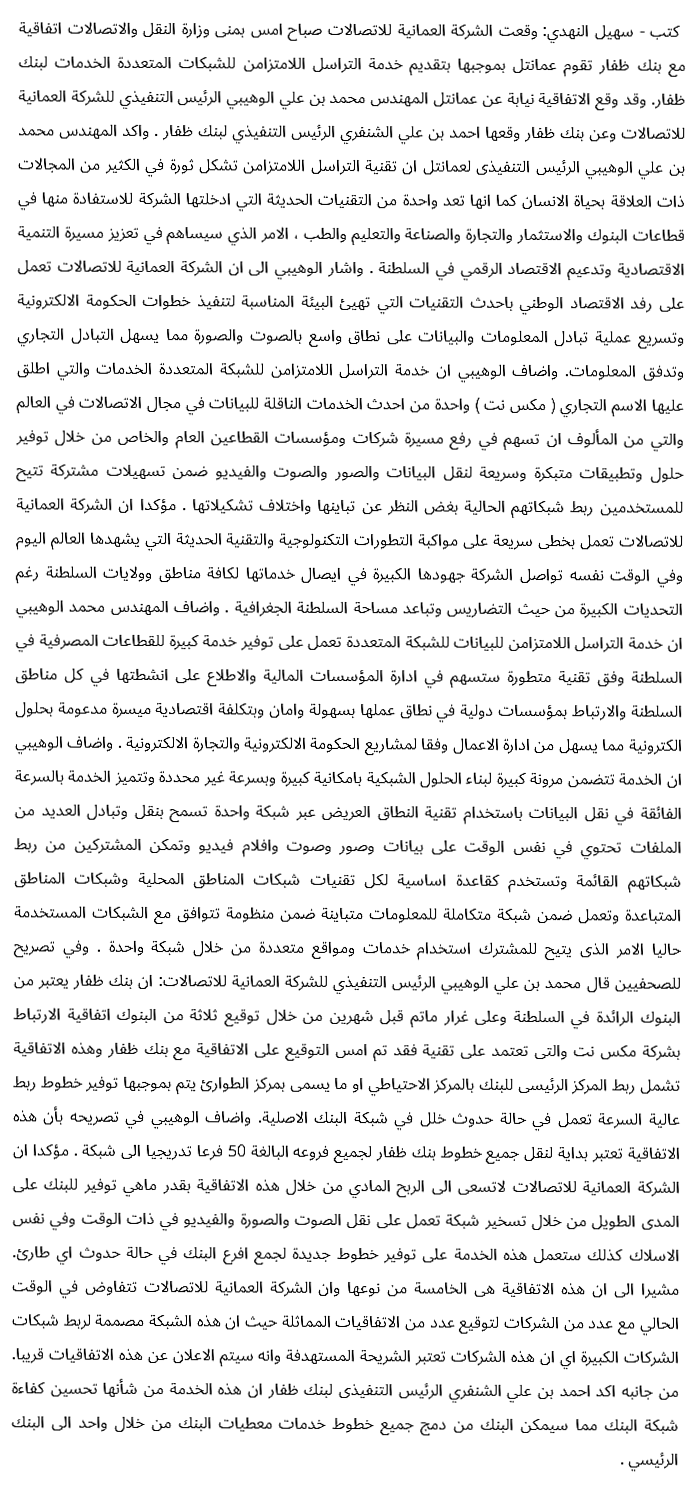 كتب - سهيل النهدي: وقعت الشركة العمانية للاتصالات صباح امس بمنى وزارة النقل والاتصالات اتفاقية
مع بنك ظفار تقوم عمانتل بموجبها بتقديم خدمة التراسل اللامتزامن للشبكات المتعددة الخدمات لبنك
ظفار. وقد وقع الاتفاقية نيابة عن عمانتل المهندس محمد بن علي الوهيبي الرئيس التنفيذي للشركة العمانية
للاتصالات وعن بنك ظفار وقعها احمد بن علي الشنفري الرئيس التنفيذي لبنك ظفار . واكد المهندس محمد
بن علي الوهيبي الرئيس التنفيذى لعمانتل ان تقنية التراسل اللامتزامن تشكل ثورة في الكثير من المجالات
ذات العلاقة بحياة الانسان كما انها تعد واحدة من التقنيات الحديثة التي ادخلتها الشركة للاستفادة منها في
قطاعات البنوك والاستثمار والتجارة والصناعة والتعليم والطب ، الامر الذي سيساهم في تعزيز مسيرة التنمية
الاقتصادية وتدعيم الاقتصاد الرقمي في السلطنة . واشار الوهيبي الى ان الشركة العمانية للاتصالات تعمل
على رفد الاقتصاد الوطني باحدث التقنيات التي تهيئ البيئة المناسبة لتنفيذ خطوات الحكومة الالكترونية
وتسريع عملية تبادل المعلومات والبيانات على نطاق واسع بالصوت والصورة مما يسهل التبادل التجاري
وتدفق المعلومات. واضاف الوهيبي ان خدمة التراسل اللامتزامن للشبكة المتعددة الخدمات والتي اطلق
عليها الاسم التجاري ( مكس نت ) واحدة من احدث الخدمات الناقلة للبيانات في مجال الاتصالات في العالم
والتي من المألوف ان تسهم في رفع مسيرة شركات ومؤسسات القطاعين العام والخاص من خلال توفير
حلول وتطبيقات متبكرة وسريعة لنقل البيانات والصور والصوت والفيديو ضمن تسهيلات مشتركة تتيح
للمستخدمين ربط شبكاتهم الحالية بغض النظر عن تباينها واختلاف تشكيلاتها . مؤكدا ان الشركة العمانية
للاتصالات تعمل بخطى سريعة على مواكبة التطورات التكنولوجية والتقنية الحديثة التي يشهدها العالم اليوم
وفي الوقت نفسه تواصل الشركة جهودها الكبيرة في ايصال خدماتها لكافة مناطق وولايات السلطنة رغم
التحديات الكبيرة من حيث التضاريس وتباعد مساحة السلطنة الجغرافية . واضاف المهندس محمد الوهيبي
ان خدمة التراسل اللامتزامن للبيانات للشبكة المتعددة تعمل على توفير خدمة كبيرة للقطاعات المصرفية في
السلطنة وفق تقنية متطورة ستسهم في ادارة المؤسسات المالية والاطلاع على انشطتها في كل مناطق
السلطنة والارتباط بمؤسسات دولية في نطاق عملها بسهولة وامان وبتكلفة اقتصادية ميسرة مدعومة بحلول
الكترونية مما يسهل من ادارة الاعمال وفقا لمشاريع الحكومة الالكترونية والتجارة الالكترونية . واضاف الوهيبي
ان الخدمة تتضمن مرونة كبيرة لبناء الحلول الشبكية بامكانية كبيرة وبسرعة غير محددة وتتميز الخدمة بالسرعة
الفائقة في نقل البيانات باستخدام تقنية النطاق العريض عبر شبكة واحدة تسمح بنقل وتبادل العديد من
الملفات تحتوي في نفس الوقت على بيانات وصور وصوت وافلام فيديو وتمكن المشتركين من ربط
شبكاتهم القائمة وتستخدم كقاعدة اساسية لكل تقنيات شبكات المناطق المحلية وشبكات المناطق
المتباعدة وتعمل ضمن شبكة متكاملة للمعلومات متباينة ضمن منظومة تتوافق مع الشبكات المستخدمة
حاليا الامر الذى يتيح للمشترك استخدام خدمات ومواقع متعددة من خلال شبكة واحدة . وفي تصريح
للصحفيين قال محمد بن علي الوهيبي الرئيس التنفيذي للشركة العمانية للاتصالات: ان بنك ظفار يعتبر من
البنوك الرائدة في السلطنة وعلى غرار ماتم قبل شهرين من خلال توقيع ثلاثة من البنوك اتفاقية الارتباط
بشركة مكس نت والتى تعتمد على تقنية فقد تم امس التوقيع على الاتفاقية مع بنك ظفار وهذه الاتفاقية
تشمل ربط المركز الرئيسى للبنك بالمركز الاحتياطي او ما يسمى بمركز الطوارئ يتم بموجبها توفير خطوط ربط
عالية السرعة تعمل في حالة حدوث خلل في شبكة البنك الاصلية. واضاف الوهيبي في تصريحه بأن هذه
الاتفاقية تعتبر بداية لنقل جميع خطوط بنك ظفار لجميع فروعه البالغة 50 فرعا تدريجيا الى شبكة . مؤكدا ان
الشركة العمانية للاتصالات لاتسعى الى الربح المادي من خلال هذه الاتفاقية بقدر ماهي توفير للبنك على
المدى الطويل من خلال تسخير شبكة تعمل على نقل الصوت والصورة والفيديو في ذات الوقت وفي نفس
الاسلاك كذلك ستعمل هذه الخدمة على توفير خطوط جديدة لجمع افرع البنك في حالة حدوث اي طارئ.
مشيرا الى ان هذه الاتفاقية هى الخامسة من نوعها وان الشركة العمانية للاتصالات تتفاوض في الوقت
الحالي مع عدد من الشركات لتوقيع عدد من الاتفاقيات المماثلة حيث ان هذه الشبكة مصممة لربط شبكات
الشركات الكبيرة اي ان هذه الشركات تعتبر الشريحة المستهدفة وانه سيتم الاعلان عن هذه الاتفاقيات قريبا.
من جانبه اكد احمد بن علي الشنفري الرئيس التنفيذى لبنك ظفار ان هذه الخدمة من شأنها تحسين كفاءة
شبكة البنك مما سيمكن البنك من دمج جميع خطوط خدمات معطيات البنك من خلال واحد الى البنك
الرئيسي .